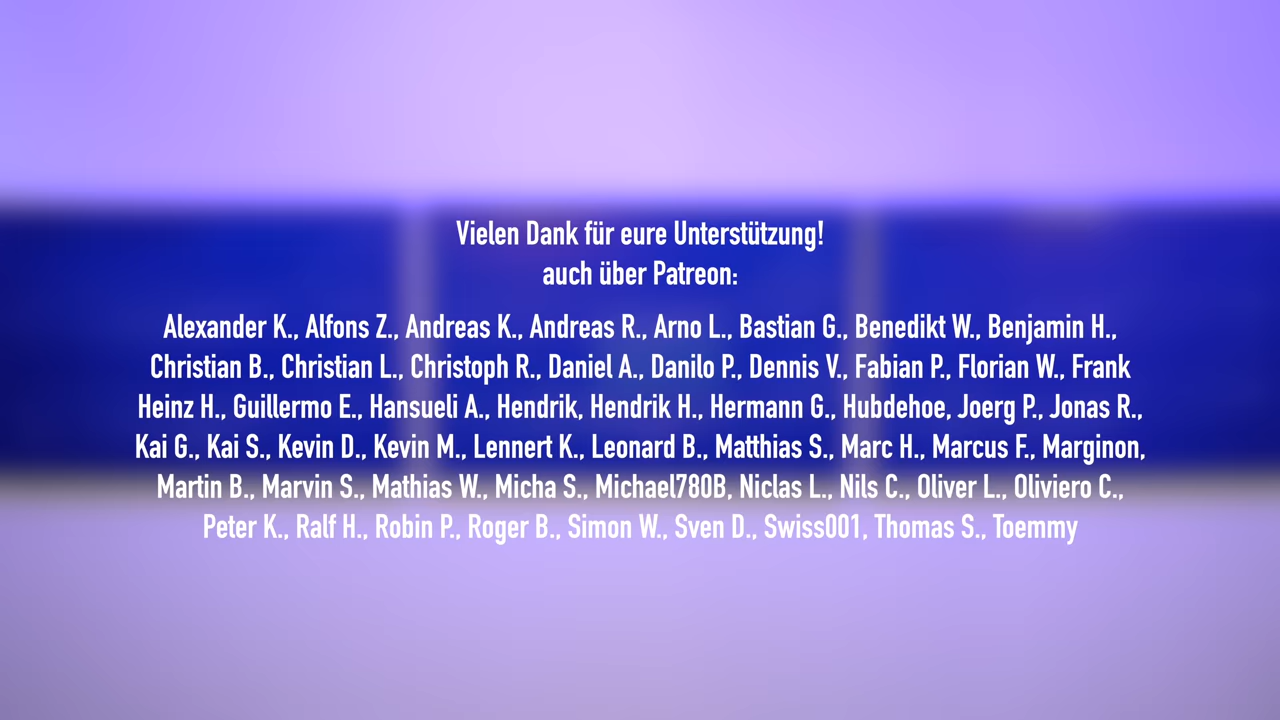 Vielen Dank für eure Unterstützung!
auch über Patreon:
Alexander K., Alfons Z., Andreas K., Andreas R., Arno L., Bastian G., Benedikt W., Benjamin H.,
Christian B., Christian L., Christoph R., Daniel A., Danilo P., Dennis V., Fabian P., Florian W., Frank
Heinz H., Guillermo E., Hansueli A., Hendrik, Hendrik H., Hermann G., Hubdehoe, Joerg P., Jonas R.,
Kai G., Kai S., Kevin D., Kevin M., Lennert K., Leonard B., Matthias S., Marc H., Marcus F., Marginon,
Martin B., Marvin S., Mathias W., Micha S., Michael780B, Niclas L., Nils C., Oliver L., Oliviero C.,
Peter K., Ralf H., Robin P., Roger B., Simon W., Sven D., Swiss001, Thomas S., Toemmy